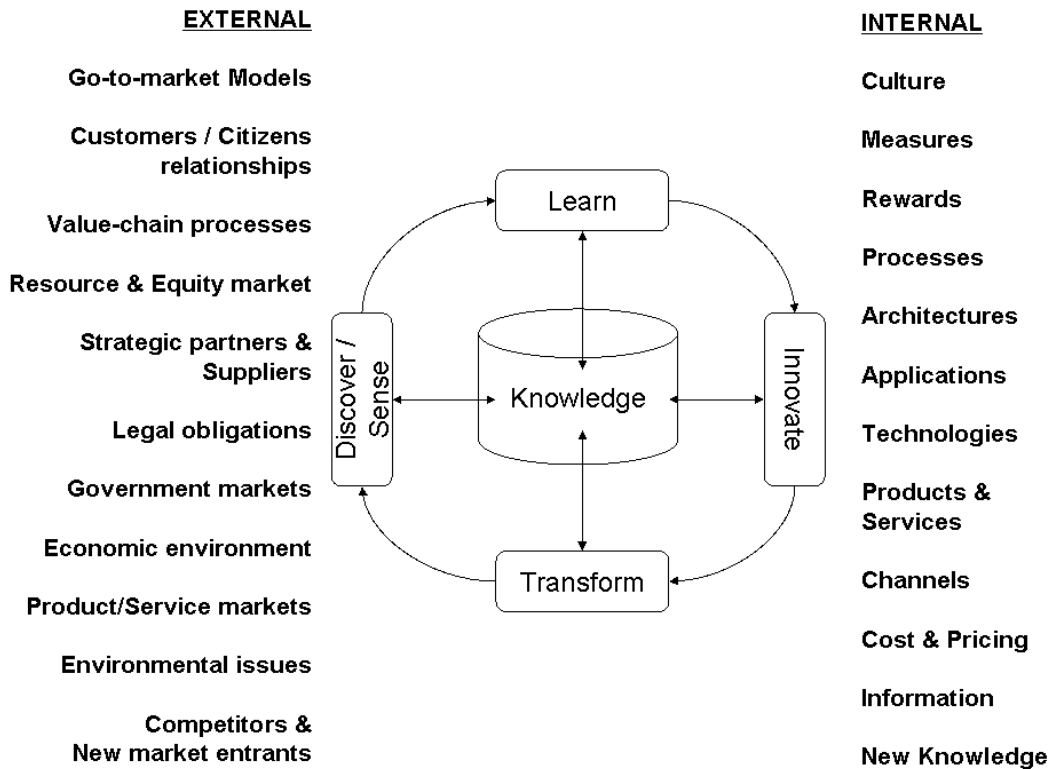 EXTERNAL
Go-to-market Models
Customers / Citizens
relationships
Value-chain processes
Resource & Equity market
Strategic partners &
Suppliers
Legal obligations
Government markets
Economic environment
Product/Service markets
Environmental issues
Competitors &
New market entrants
Learn
Discover /
Sense
Knowledge
Innovate
Transform
INTERNAL
Culture
Measures
Rewards
Processes
Architectures
Applications
Technologies
Products &
Services
Channels
Cost & Pricing
Information
New Knowledge